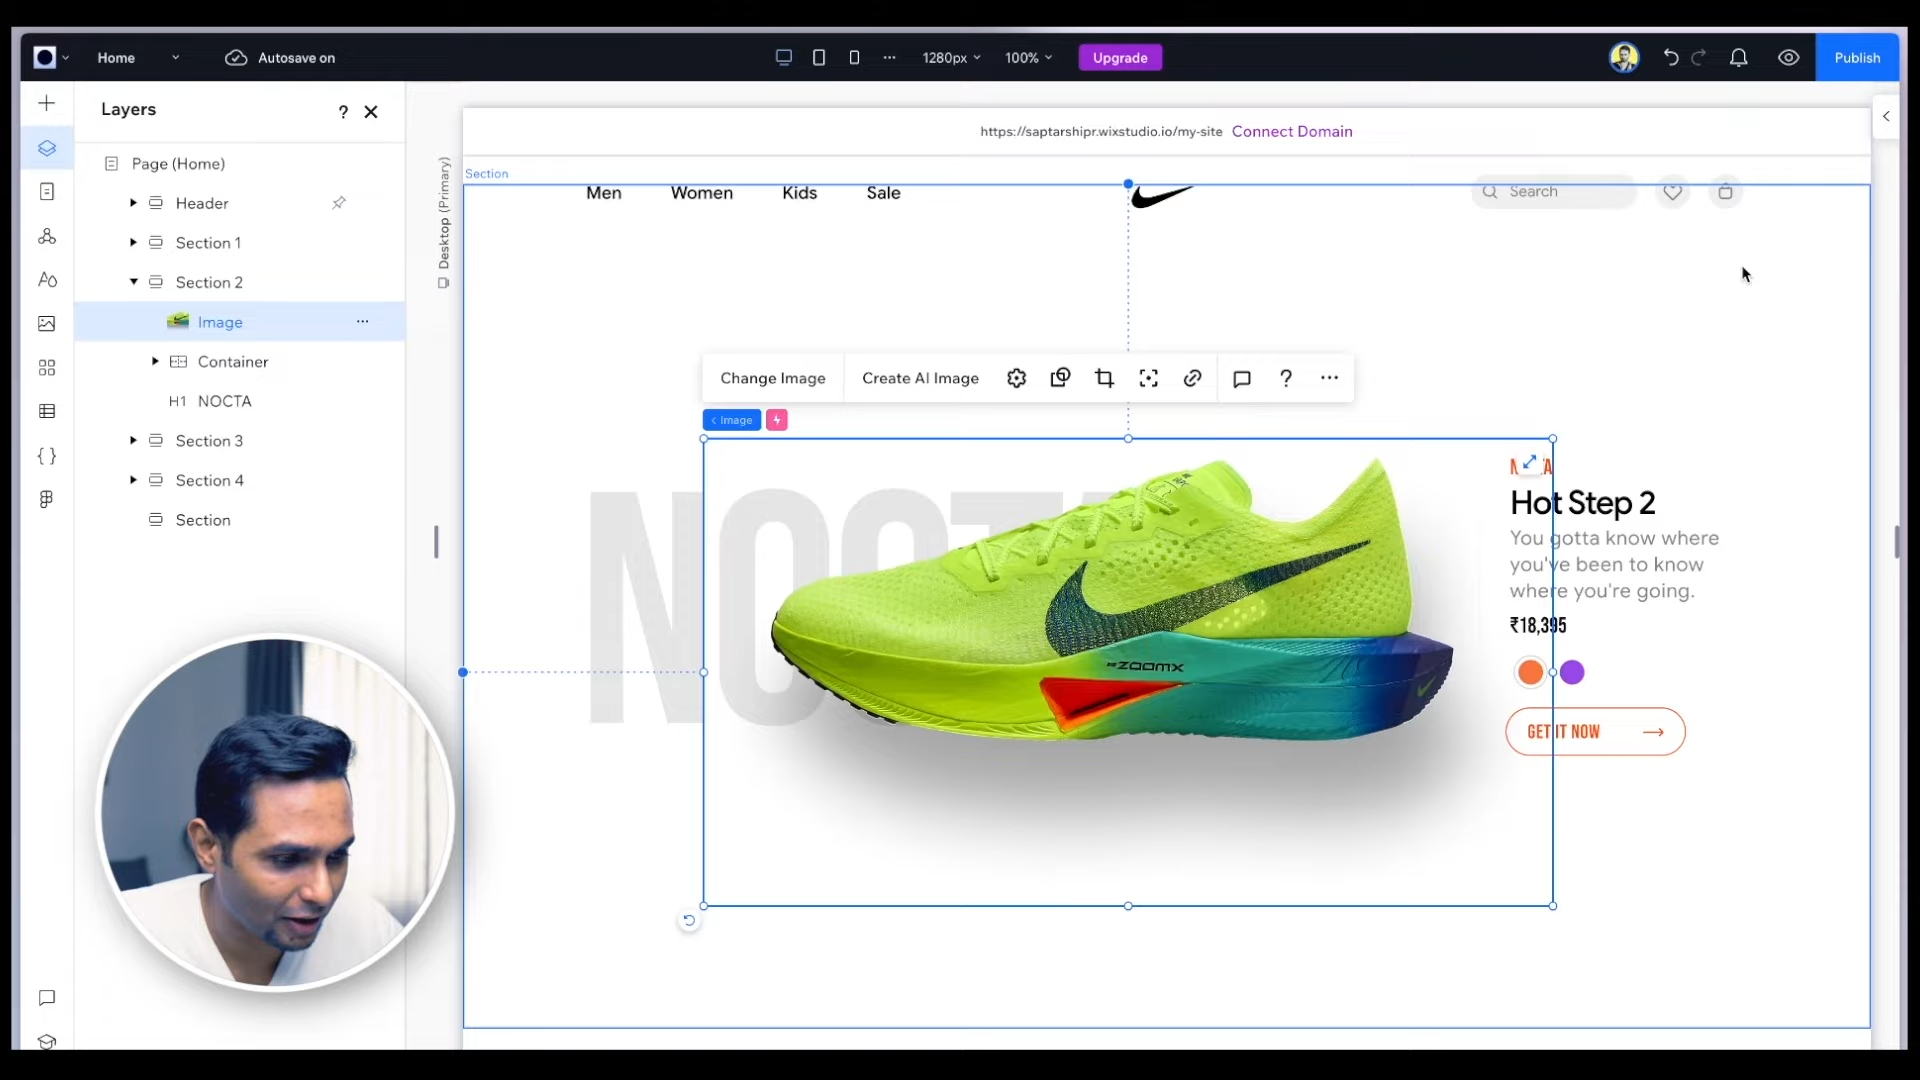 Home
Autosave on
1280px
100%
Upgrade
Publish
Layers
?
Page (Home)
Header
Section 1
Section 2
Image
Container
H1 NOCTA
Section 3
Section 4
Section
Desktop (Primary)
https://saptarshipr.wixstudio.io/my-site Connect Domain
Section
Men
Women
Kids
Sale
Search
Change Image
Create AI Image
?
< Image
ZOOMX
Hot Step 2
You gotta know where
you've been to know
where you're going.
₹18,395
GET IT NOW